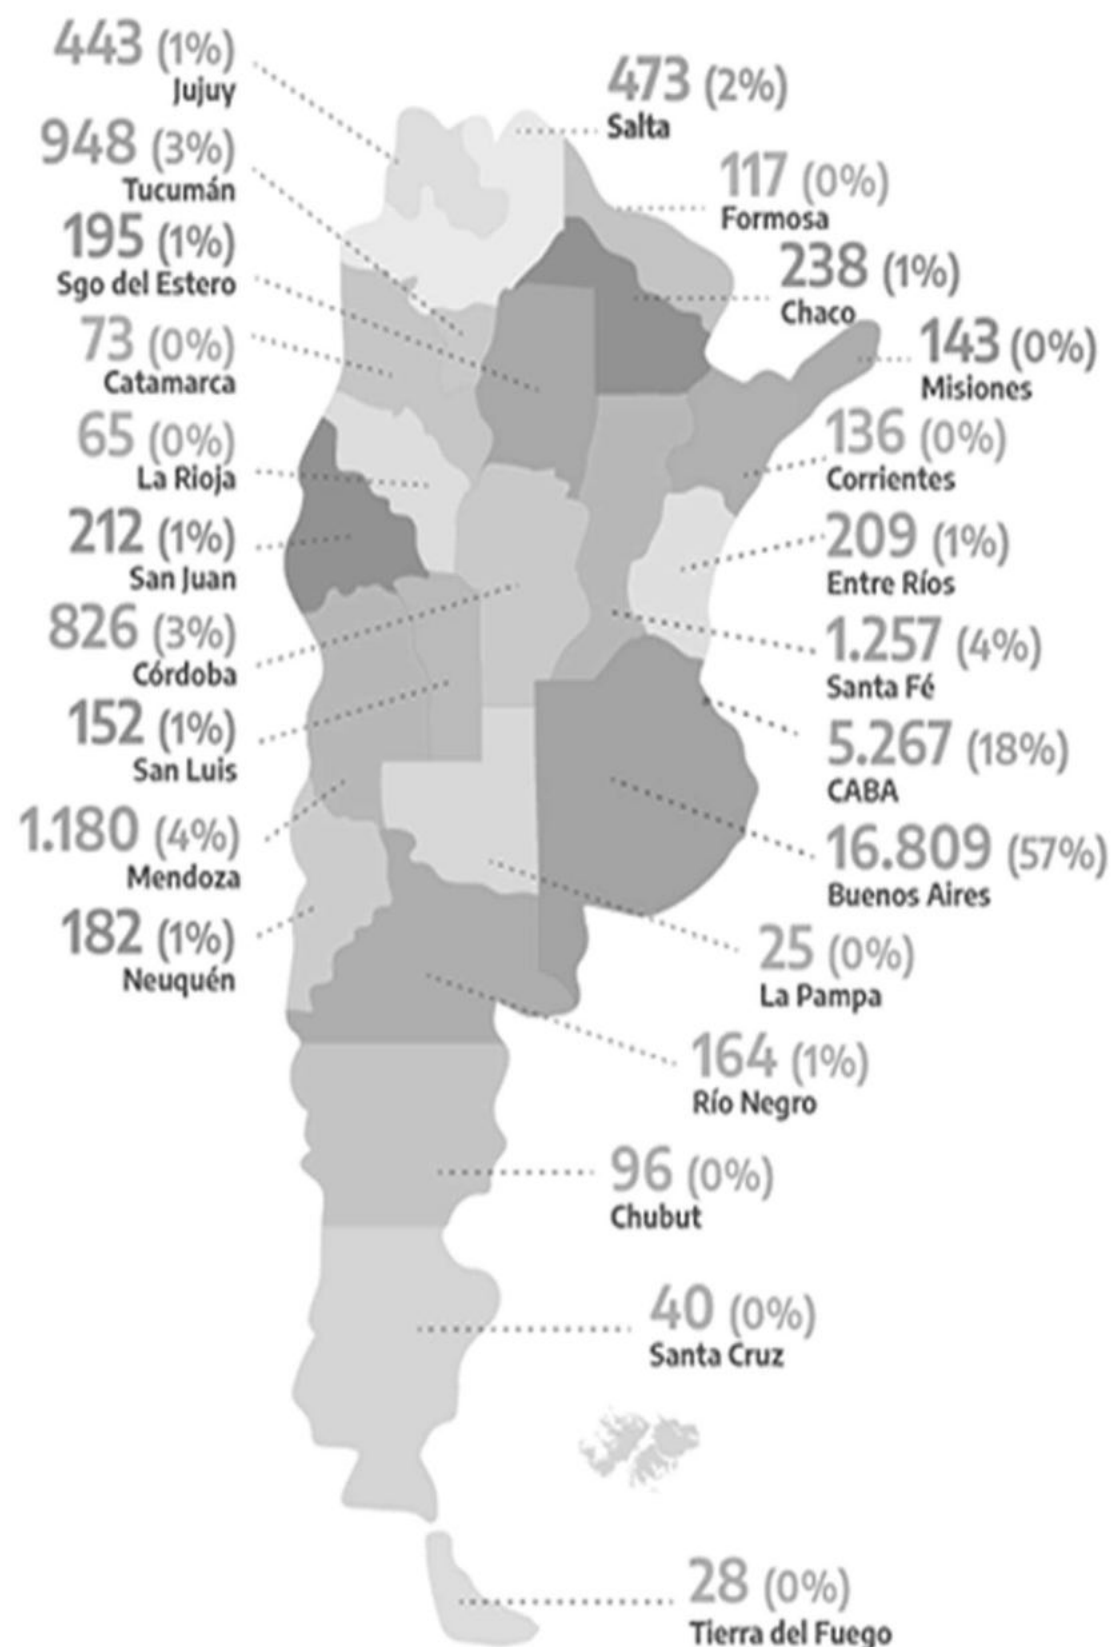 443 (1%)
Jujuy
948 (3%)
Tucumán
195 (1%)
Sgo del Estero
73 (0%)
Catamarca
65 (0%)
La Rioja
212 (1%)
San Juan
826 (3%)
Córdoba
152 (1%)
San Luis
1.180 (4%)
Mendoza
182 (1%)
Neuquén
473 (2%)
Salta
117 (0%)
Formosa
238 (1%)
Chaco
143 (0%)
Misiones
136 (0%)
Corrientes
209 (1%)
Entre Ríos
1.257 (4%)
Santa Fé
5.267 (18%)
CABA
16.809 (57%)
Buenos Aires
25 (0%)
La Pampa
164 (1%)
Río Negro
96 (0%)
Chubut
40 (0%)
Santa Cruz
28 (0%)
Tierra del Fuego